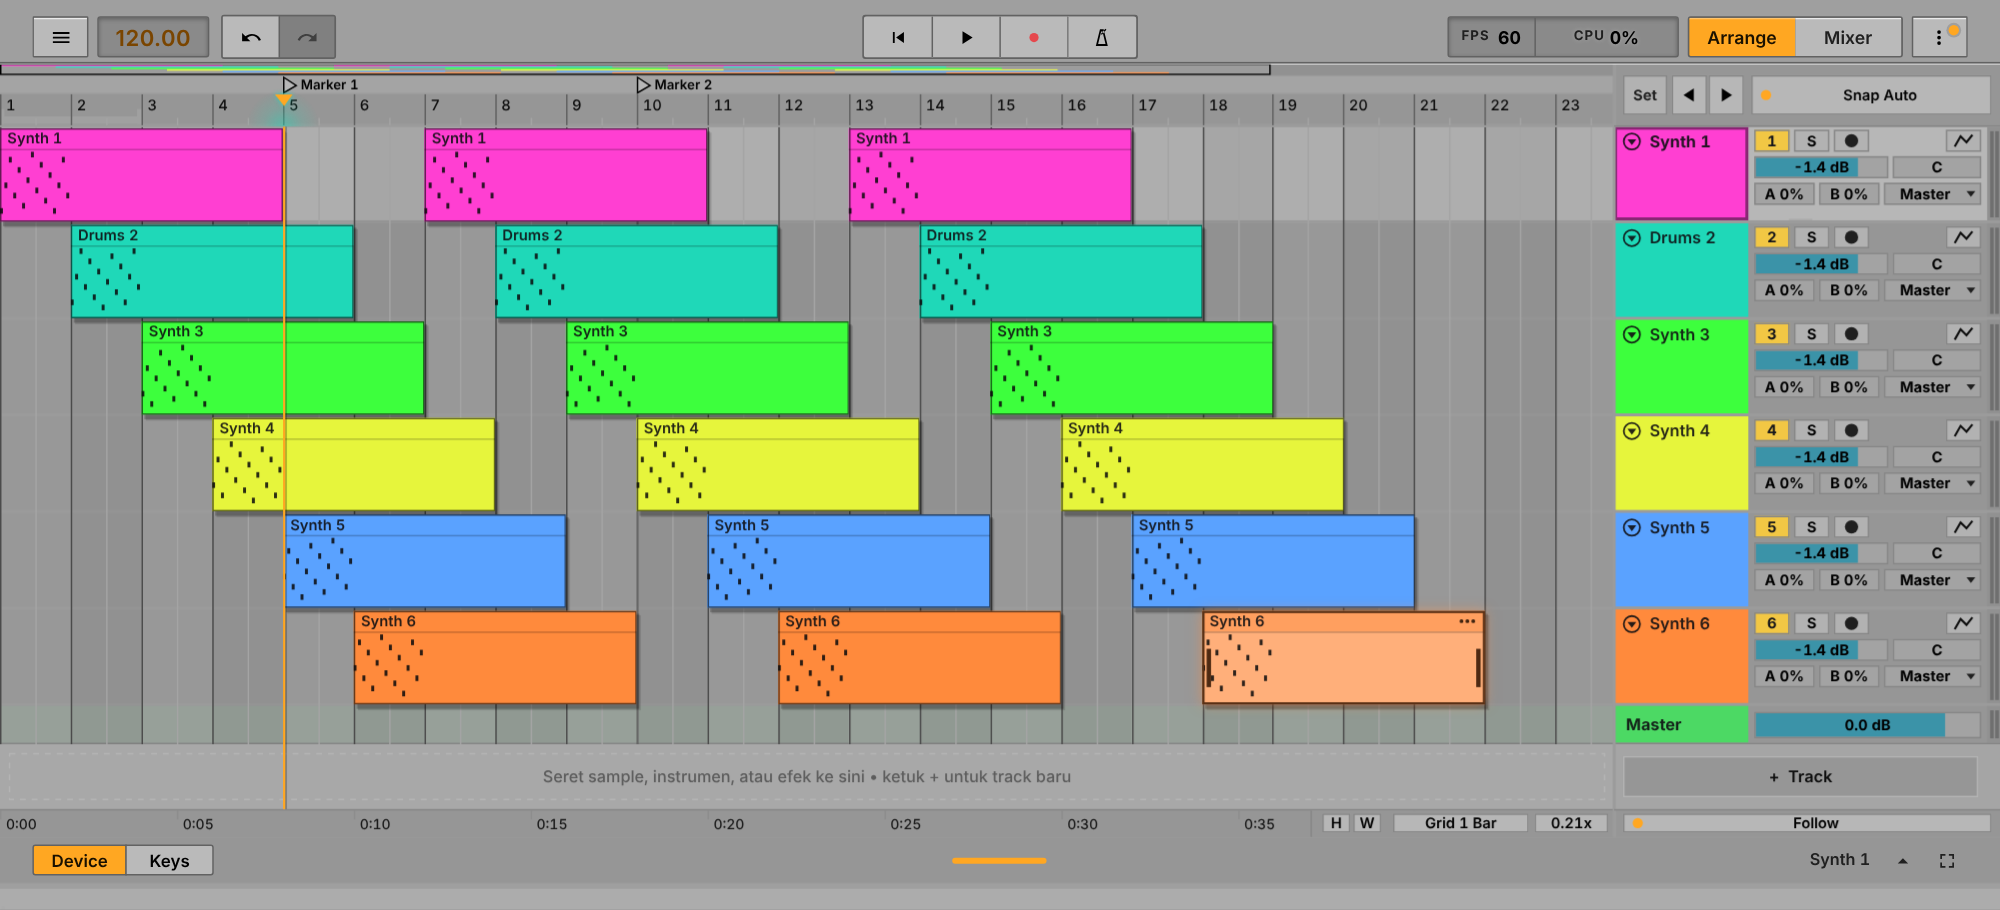 120.00
FPS 60 CPU 0%
Arrange Mixer
Marker 1 Marker 2
1 2 3 4 5 6 7 8 9 10 11 12 13 14 15 16 17 18 19 20 21 22 23
Set Snap Auto
Synth 1 Synth 1 Synth 1
Synth 1 1 S
-1.4 dB C
A 0% B 0% Master
Drums 2 Drums 2 Drums 2
Drums 2 2 S
-1.4 dB C
A 0% B 0% Master
Synth 3 Synth 3 Synth 3
Synth 3 3 S
-1.4 dB C
A 0% B 0% Master
Synth 4 Synth 4 Synth 4
Synth 4 4 S
-1.4 dB C
A 0% B 0% Master
Synth 5 Synth 5 Synth 5
Synth 5 5 S
-1.4 dB C
A 0% B 0% Master
Synth 6 Synth 6 Synth 6
Synth 6 6 S
-1.4 dB C
A 0% B 0% Master
Master 0.0 dB
Seret sample, instrumen, atau efek ke sini • ketuk + untuk track baru
+ Track
0:00 0:05 0:10 0:15 0:20 0:25 0:30 0:35
H W Grid 1 Bar 0.21x
Follow
Device Keys
Synth 1